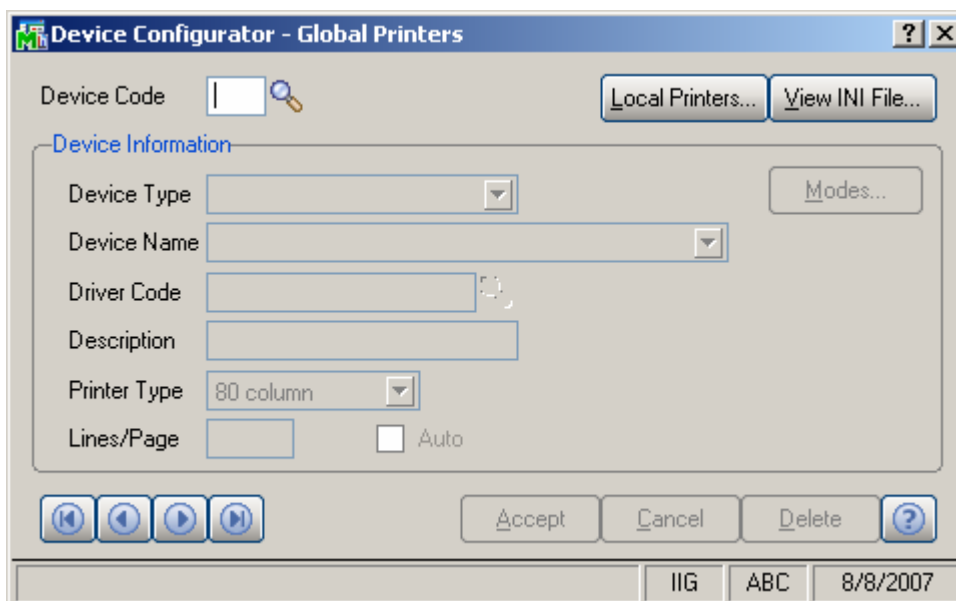 Device Configurator - Global Printers
Device Code
Local Printers...
View INI File...
Device Information
Device Type
Modes...
Device Name
Driver Code
Description
Printer Type 80 column
Lines/Page Auto
Accept Cancel Delete
IIG ABC 8/8/2007